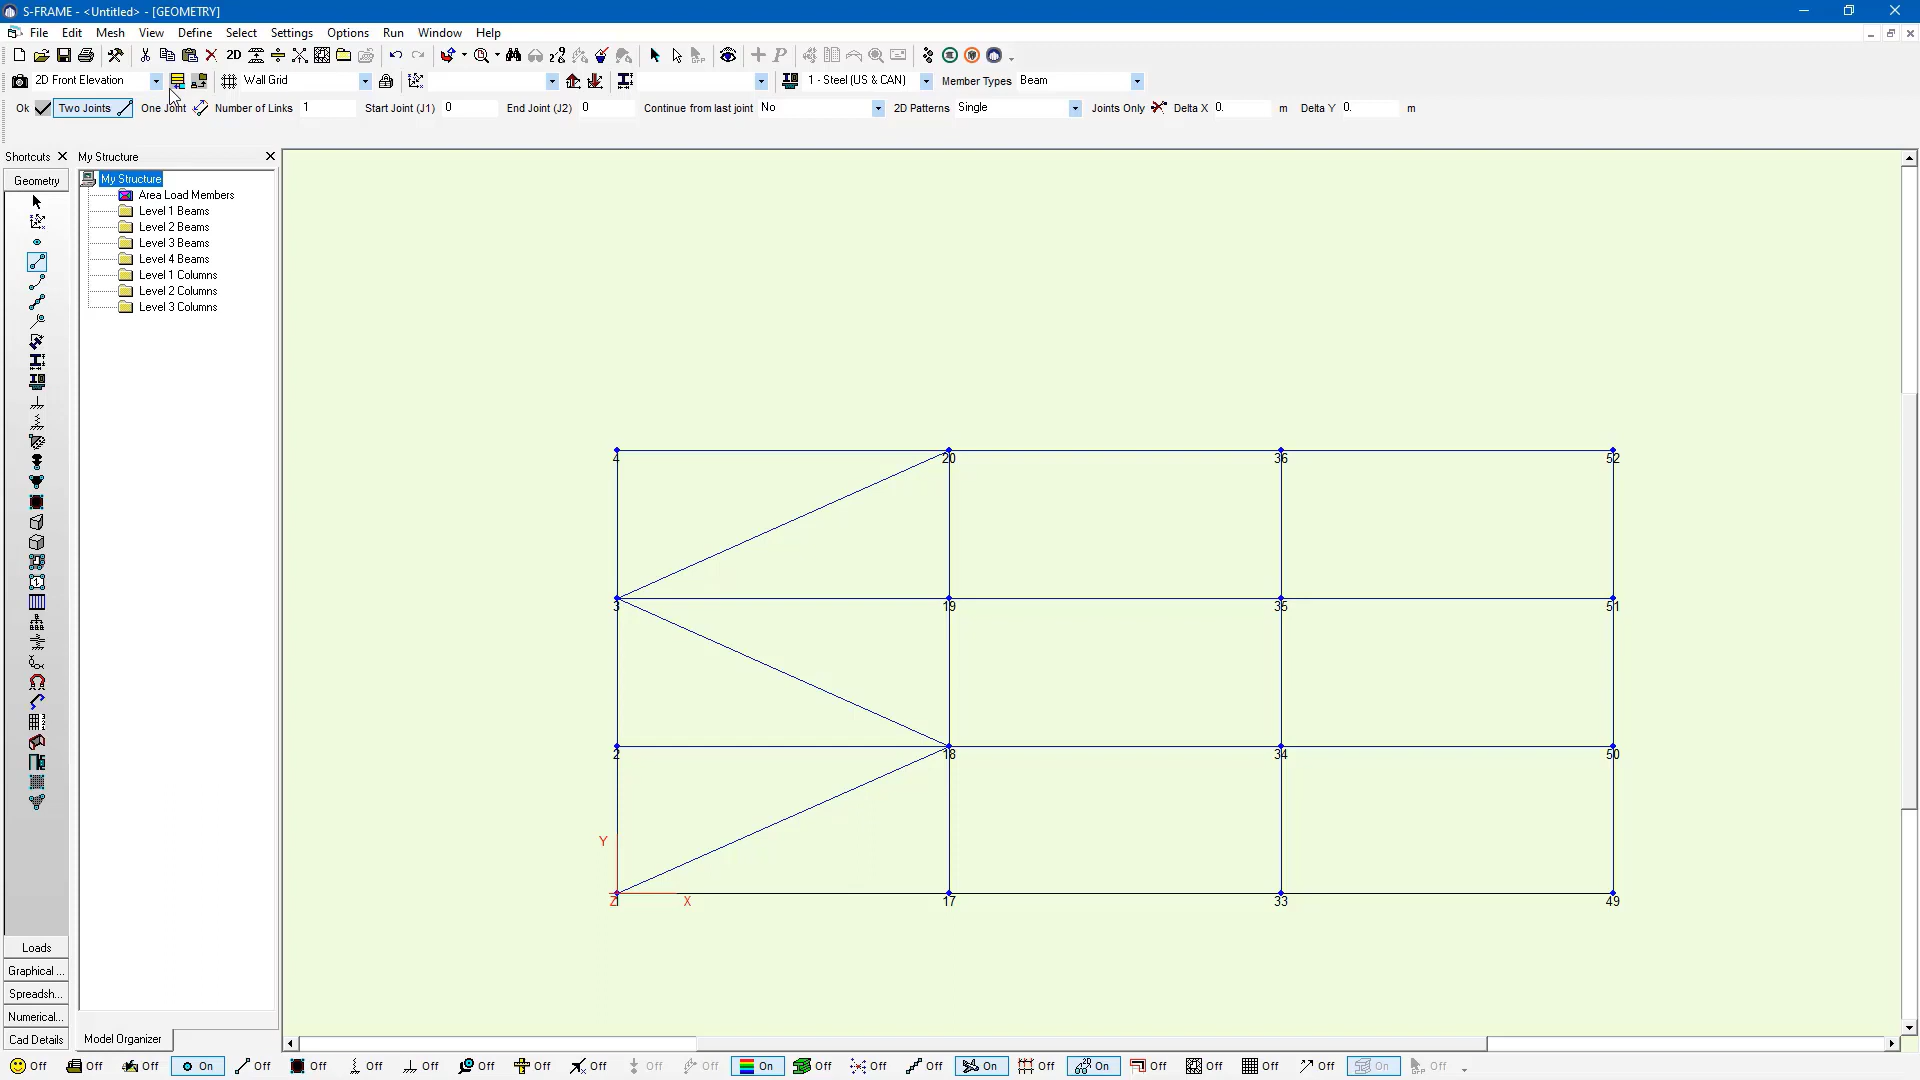 S-FRAME - <Untitled> - [GEOMETRY]
File Edit Mesh View Define Select Settings Options Run Window Help
2D
2D Front Elevation Wall Grid 1 - Steel (US & CAN) Member Types Beam
Ok Two Joints One Joint Number of Links 1 Start Joint (J1) 0 End Joint (J2) 0 Continue from last joint No 2D Patterns Single Joints Only Delta X 0. m Delta Y 0. m
Shortcuts My Structure
Geometry My Structure
Area Load Members
Level 1 Beams
Level 2 Beams
Level 3 Beams
Level 4 Beams
Level 1 Columns
Level 2 Columns
Level 3 Columns
4 20 36 52
3 19 35 51
2 18 34 50
Y
Z X 17 33 49
Loads
Graphical ...
Spreadsh...
Numerical...
Cad Details
Model Organizer
Off Off Off On Off Off Off Off Off Off Off Off Off On Off Off Off On Off On Off Off Off Off On Off